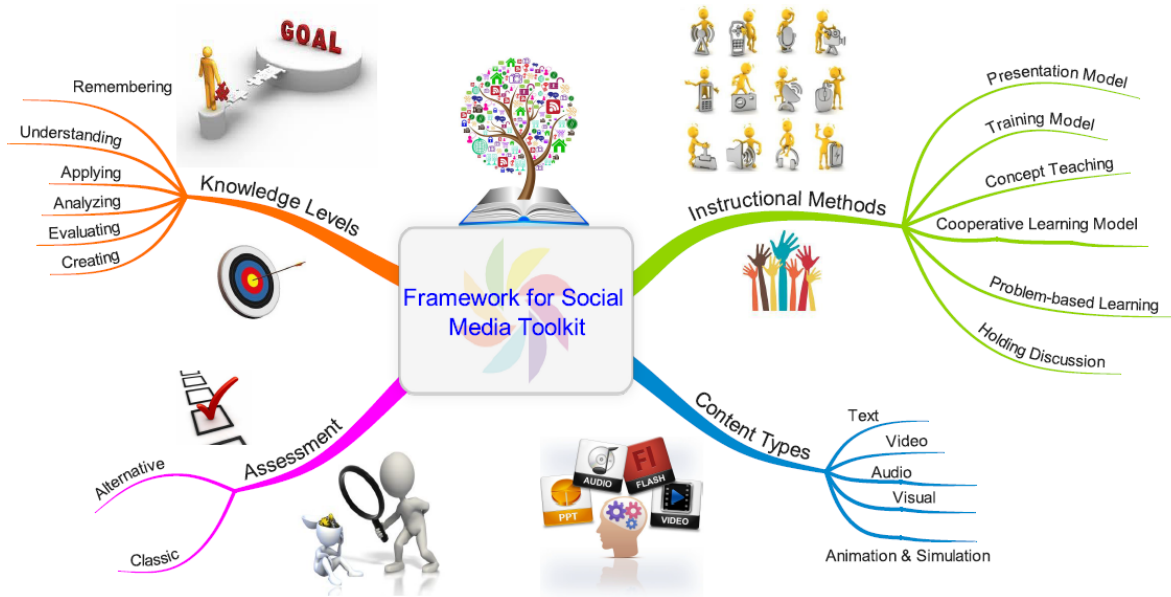 GOAL
Remembering
Understanding
Applying
Analyzing
Evaluating
Creating
Knowledge Levels
Framework for Social
Media Toolkit
Instructional Methods
Presentation Model
Training Model
Concept Teaching
Cooperative Learning Model
Problem-based Learning
Holding Discussion
Assessment
Alternative
Classic
Content Types
Text
Video
Audio
Visual
Animation & Simulation
PPT
AUDIO
Fl
FLASH
VIDEO